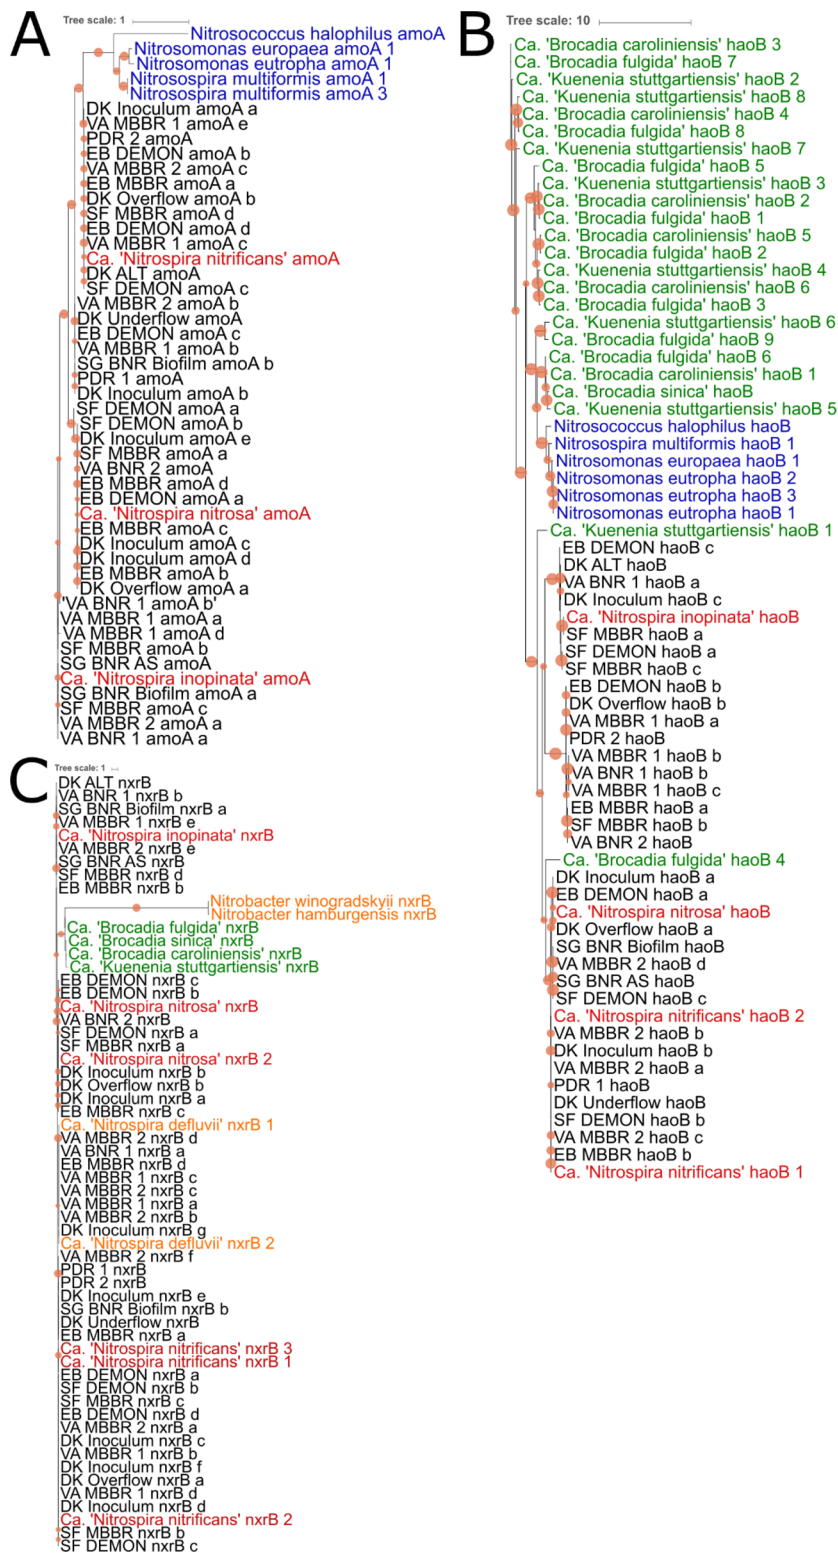 A
Tree scale: 1
Nitrosococcus halophilus amoA
Nitrosomonas europaea amoA 1
Nitrosomonas eutropha amoA 1
Nitrosospira multiformis amoA 1
Nitrosospira multiformis amoA 3
DK Inoculum amoA a
VA MBBR 1 amoA e
PDR 2 amoA
EB DEMON amoA b
VA MBBR 2 amoA c
EB MBBR amoA a
DK Overflow amoA b
SF MBBR amoA d
EB DEMON amoA d
VA MBBR 1 amoA c
Ca. 'Nitrospira nitrificans' amoA
DK ALT amoA
SF DEMON amoA c
VA MBBR 2 amoA b
DK Underflow amoA
EB DEMON amoA c
VA MBBR 1 amoA b
SG BNR Biofilm amoA b
PDR 1 amoA
DK Inoculum amoA b
SF DEMON amoA a
SF DEMON amoA b
DK Inoculum amoA e
SF MBBR amoA a
VA BNR 2 amoA
EB MBBR amoA d
EB DEMON amoA a
Ca. 'Nitrospira nitrosa' amoA
EB MBBR amoA c
DK Inoculum amoA c
DK Inoculum amoA d
EB MBBR amoA b
DK Overflow amoA a
'VA BNR 1 amoA b'
VA MBBR 1 amoA a
VA MBBR 1 amoA d
SF MBBR amoA b
SG BNR AS amoA
Ca. 'Nitrospira inopinata' amoA
SG BNR Biofilm amoA a
SF MBBR amoA c
VA MBBR 2 amoA a
VA BNR 1 amoA a
B
Tree scale: 10
Ca. 'Brocadia caroliniensis' haoB 3
Ca. 'Brocadia fulgida' haoB 7
Ca. 'Kuenenia stuttgartiensis' haoB 2
Ca. 'Kuenenia stuttgartiensis' haoB 8
Ca. 'Brocadia caroliniensis' haoB 4
Ca. 'Brocadia fulgida' haoB 8
Ca. 'Kuenenia stuttgartiensis' haoB 7
Ca. 'Brocadia fulgida' haoB 5
Ca. 'Kuenenia stuttgartiensis' haoB 3
Ca. 'Brocadia caroliniensis' haoB 2
Ca. 'Brocadia fulgida' haoB 1
Ca. 'Brocadia caroliniensis' haoB 5
Ca. 'Brocadia fulgida' haoB 2
Ca. 'Kuenenia stuttgartiensis' haoB 4
Ca. 'Brocadia caroliniensis' haoB 6
Ca. 'Brocadia fulgida' haoB 3
Ca. 'Kuenenia stuttgartiensis' haoB 6
Ca. 'Brocadia fulgida' haoB 9
Ca. 'Brocadia fulgida' haoB 6
Ca. 'Brocadia caroliniensis' haoB 1
Ca. 'Brocadia sinica' haoB
Ca. 'Kuenenia stuttgartiensis' haoB 5
Nitrosococcus halophilus haoB
Nitrosospira multiformis haoB 1
Nitrosomonas europaea haoB 1
Nitrosomonas eutropha haoB 2
Nitrosomonas eutropha haoB 3
Nitrosomonas eutropha haoB 1
Ca. 'Kuenenia stuttgartiensis' haoB 1
EB DEMON haoB c
DK ALT haoB
VA BNR 1 haoB a
DK Inoculum haoB c
Ca. 'Nitrospira inopinata' haoB
SF MBBR haoB a
SF DEMON haoB a
SF MBBR haoB c
EB DEMON haoB b
DK Overflow haoB b
VA MBBR 1 haoB a
PDR 2 haoB
VA MBBR 1 haoB b
VA BNR 1 haoB b
VA MBBR 1 haoB c
EB MBBR haoB a
SF MBBR haoB b
VA BNR 2 haoB
Ca. 'Brocadia fulgida' haoB 4
DK Inoculum haoB a
EB DEMON haoB a
Ca. 'Nitrospira nitrosa' haoB
DK Overflow haoB a
SG BNR Biofilm haoB
VA MBBR 2 haoB d
SG BNR AS haoB
SF DEMON haoB c
Ca. 'Nitrospira nitrificans' haoB 2
VA MBBR 2 haoB b
DK Inoculum haoB b
VA MBBR 2 haoB a
PDR 1 haoB
DK Underflow haoB
SF DEMON haoB b
VA MBBR 2 haoB c
EB MBBR haoB b
Ca. 'Nitrospira nitrificans' haoB 1
C
Tree scale: 1
DK ALT nxrB
VA BNR 1 nxrB b
SG BNR Biofilm nxrB a
VA MBBR 1 nxrB e
Ca. 'Nitrospira inopinata' nxrB
VA MBBR 2 nxrB e
SG BNR AS nxrB
SF MBBR nxrB d
EB MBBR nxrB b
Nitrobacter winogradskyii nxrB
Nitrobacter hamburgensis nxrB
Ca. 'Brocadia fulgida' nxrB
Ca. 'Brocadia sinica' nxrB
Ca. 'Brocadia caroliniensis' nxrB
Ca. 'Kuenenia stuttgartiensis' nxrB
EB DEMON nxrB c
EB DEMON nxrB b
Ca. 'Nitrospira nitrosa' nxrB
VA BNR 2 nxrB
SF DEMON nxrB a
SF MBBR nxrB a
Ca. 'Nitrospira nitrosa' nxrB 2
DK Inoculum nxrB b
DK Overflow nxrB b
DK Inoculum nxrB a
EB MBBR nxrB c
Ca. 'Nitrospira defluvii' nxrB 1
VA MBBR 2 nxrB d
VA BNR 1 nxrB a
EB MBBR nxrB d
VA MBBR 1 nxrB c
VA MBBR 2 nxrB c
VA MBBR 1 nxrB a
VA MBBR 2 nxrB b
DK Inoculum nxrB g
Ca. 'Nitrospira defluvii' nxrB 2
VA MBBR 2 nxrB f
PDR 1 nxrB
PDR 2 nxrB
DK Inoculum nxrB e
SG BNR Biofilm nxrB b
DK Underflow nxrB
EB MBBR nxrB a
Ca. 'Nitrospira nitrificans' nxrB 3
Ca. 'Nitrospira nitrificans' nxrB 1
EB DEMON nxrB a
SF DEMON nxrB b
SF MBBR nxrB c
EB DEMON nxrB d
VA MBBR 2 nxrB a
DK Inoculum nxrB c
VA MBBR 1 nxrB b
DK Inoculum nxrB f
DK Overflow nxrB a
VA MBBR 1 nxrB d
DK Inoculum nxrB d
Ca. 'Nitrospira nitrificans' nxrB 2
SF MBBR nxrB b
SF DEMON nxrB c